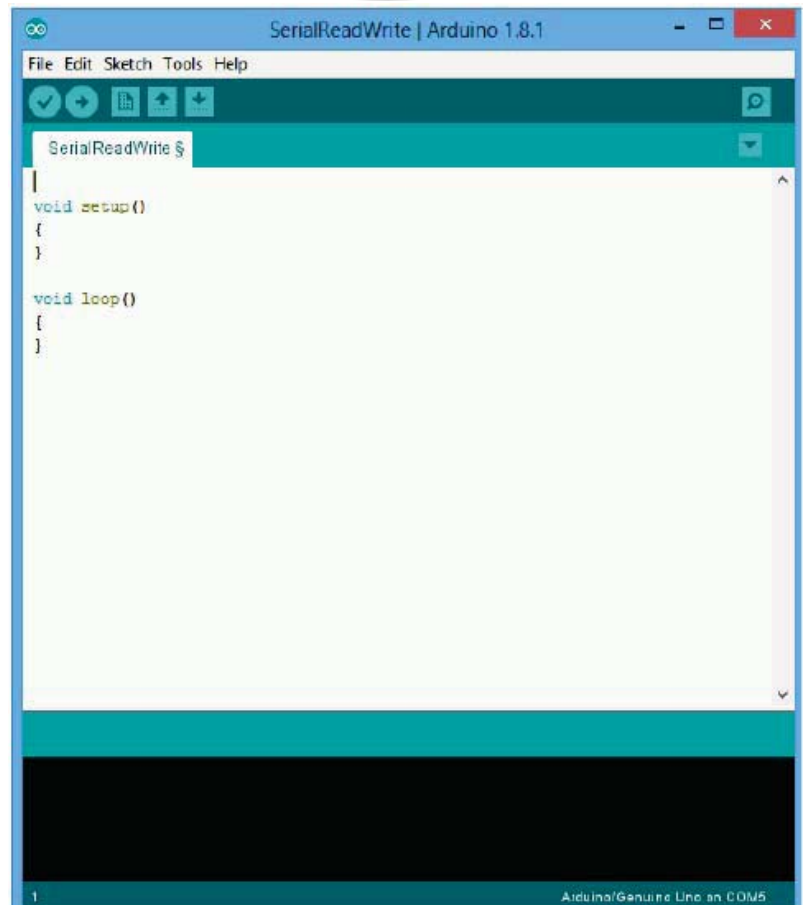 SerialReadWrite | Arduino 1.8.1
File Edit Sketch Tools Help
SerialReadWrite §
void setup()
{
}
void loop()
{
}
1
Arduino/Genuino Uno on COM5